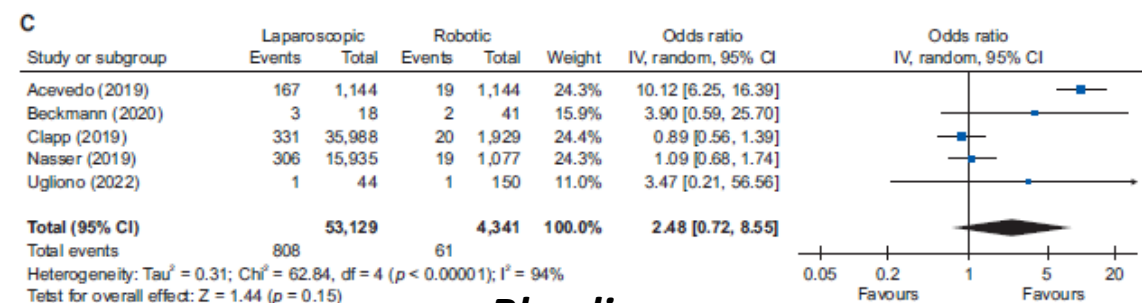 C
Laparoscopic Robotic Odds ratio Odds ratio
Study or subgroup Events Total Events Total Weight IV, random, 95% CI IV, random, 95% CI
Acevedo (2019) 167 1,144 19 1,144 24.3% 10.12 [6.25, 16.39]
Beckmann (2020) 3 18 2 41 15.9% 3.90 [0.59, 25.70]
Clapp (2019) 331 35,988 20 1,929 24.4% 0.89 [0.56, 1.39]
Nasser (2019) 306 15,935 19 1,077 24.3% 1.09 [0.68, 1.74]
Ugliono (2022) 1 44 1 150 11.0% 3.47 [0.21, 56.56]
Total (95% CI) 53,129 4,341 100.0% 2.48 [0.72, 8.55]
Total events 808 61
Heterogeneity: Tau² = 0.31; Chi² = 62.84, df = 4 (p < 0.00001); I² = 94%
Tetst for overall effect: Z = 1.44 (p = 0.15)
0.05 0.2 1 5 20
Favours Favours